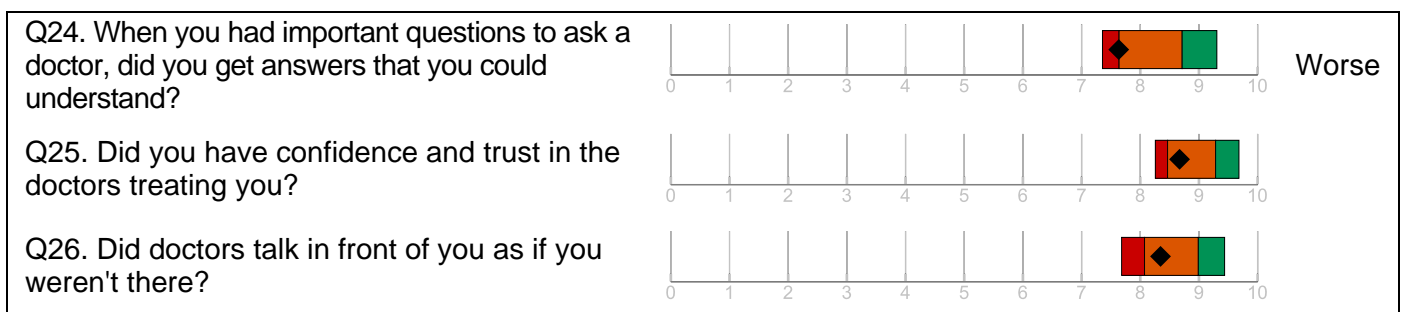 Q24. When you had important questions to ask a
doctor, did you get answers that you could
understand?
0 1 2 3 4 5 6 7 8 9 10
Worse
Q25. Did you have confidence and trust in the
doctors treating you?
0 1 2 3 4 5 6 7 8 9 10
Q26. Did doctors talk in front of you as if you
weren't there?
0 1 2 3 4 5 6 7 8 9 10